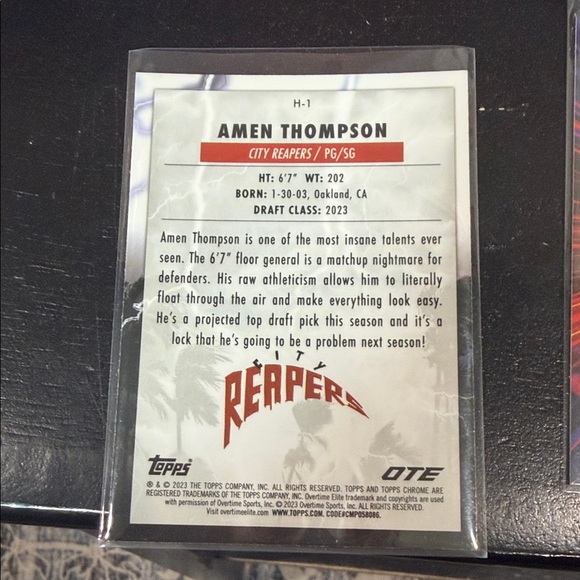 H-1
AMEN THOMPSON
CITY REAPERS / PG/SG
HT: 6'7" WT: 202
BORN: 1-30-03, Oakland, CA
DRAFT CLASS: 2023
Amen Thompson is one of the most insane talents ever
seen. The 6'7" floor general is a matchup nightmare for
defenders. His raw athleticism allows him to literally
float through the air and make everything look easy.
He's a projected top draft pick this season and it's a
lock that he's going to be a problem next season!
CITY
REAPERS
topps
OTE
® & © 2023 THE TOPPS COMPANY, INC. ALL RIGHTS RESERVED. TOPPS AND TOPPS CHROME ARE
REGISTERED TRADEMARKS OF THE TOPPS COMPANY, INC. Overtime Elite trademark and copyrights are used
with permission of Overtime Sports, Inc. © 2023 Overtime Sports, Inc. ALL RIGHTS RESERVED.
Visit overtimeelite.com WWW.TOPPS.COM. CODE#CMP058086.